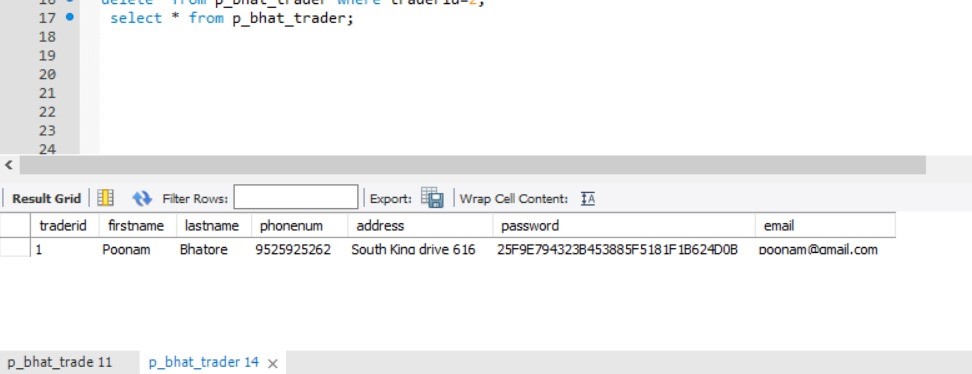 16 delete from p_bhat_trader where traderid=2;
17 select * from p_bhat_trader;
18
19
20
21
22
23
24
Result Grid Filter Rows: Export: Wrap Cell Content:
traderid firstname lastname phonenum address password email
1 Poonam Bhatore 9525925262 South King drive 616 25F9E794323B453885F5181F1B624D0B poonam@gmail.com
p_bhat_trade 11 p_bhat_trader 14